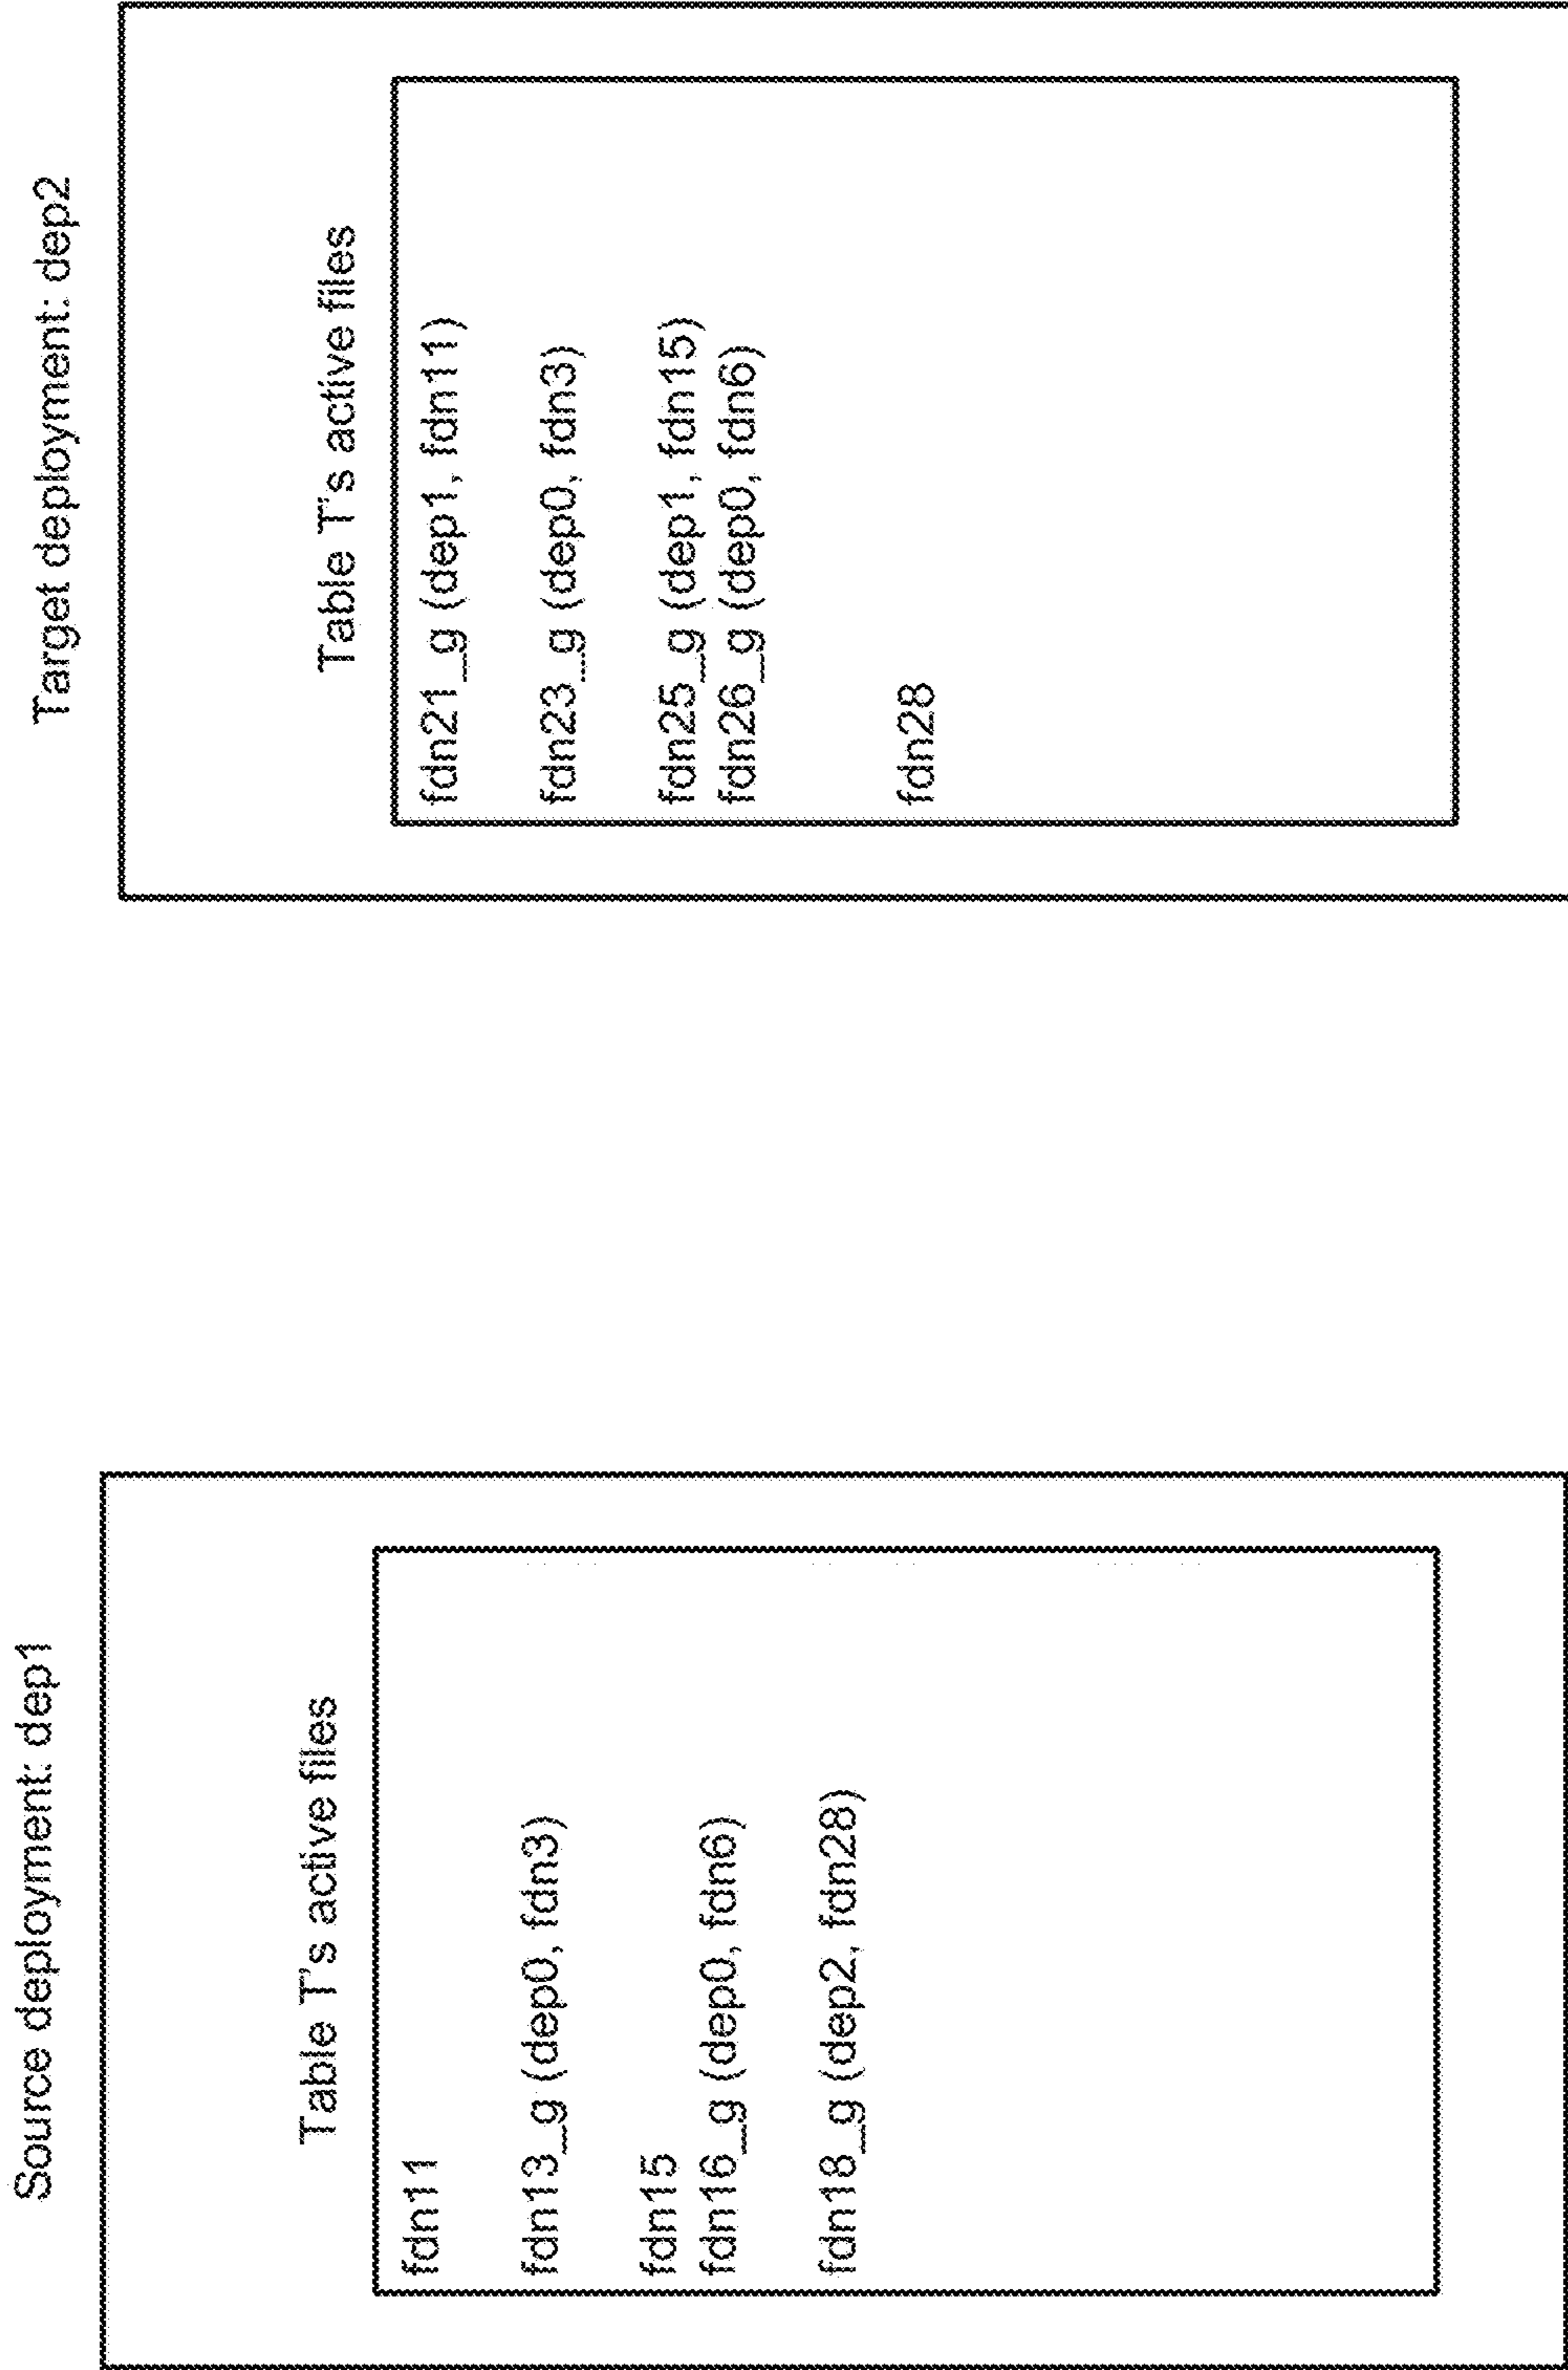 Source deployment: dep1
Table T's active files
fdn11
fdn13_g (dep0, fdn3)
fdn15
fdn16_g (dep0, fdn6)
fdn18_g (dep2, fdn28)
Target deployment: dep2
Table T's active files
fdn21_g (dep1, fdn11)
fdn23_g (dep0, fdn3)
fdn25_g (dep1, fdn15)
fdn26_g (dep0, fdn6)
fdn28